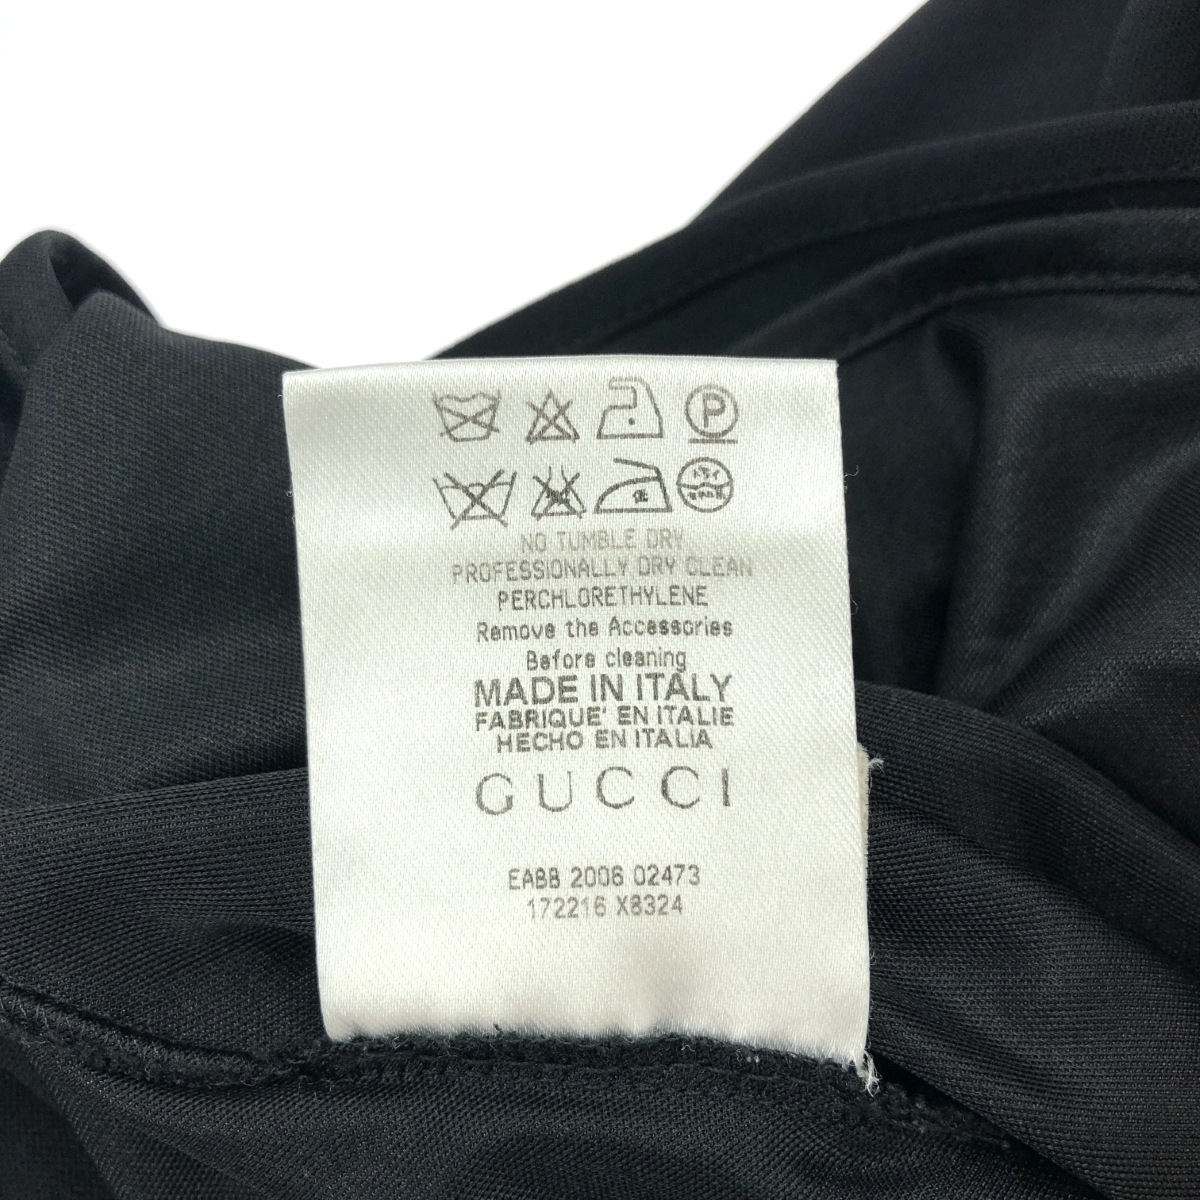 P
NO TUMBLE DRY
PROFESSIONALLY DRY CLEAN
PERCHLORETHYLENE
Remove the Accessories
Before cleaning
MADE IN ITALY
FABRIQUE' EN ITALIE
HECHO EN ITALIA
GUCCI
EABB 2006 02473
172216 X8324